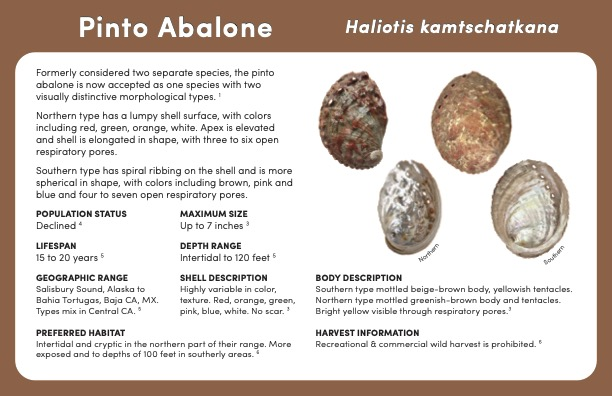 Pinto Abalone
Haliotis kamtschatkana
Formerly considered two separate species, the pinto
abalone is now accepted as one species with two
visually distinctive morphological types. 1
Northern type has a lumpy shell surface, with colors
including red, green, orange, white. Apex is elevated
and shell is elongated in shape, with three to six open
respiratory pores.
Southern type has spiral ribbing on the shell and is more
spherical in shape, with colors including brown, pink and
blue and four to seven open respiratory pores.
POPULATION STATUS
Declined 4
MAXIMUM SIZE
Up to 7 inches 3
LIFESPAN
15 to 20 years 5
DEPTH RANGE
Intertidal to 120 feet 5
GEOGRAPHIC RANGE
Salisbury Sound, Alaska to
Bahia Tortugas, Baja CA, MX.
Types mix in Central CA. 5
SHELL DESCRIPTION
Highly variable in color,
texture. Red, orange, green,
pink, blue, white. No scar. 3
PREFERRED HABITAT
Intertidal and cryptic in the northern part of their range. More
exposed and to depths of 100 feet in southerly areas. 6
Northern
Southern
BODY DESCRIPTION
Southern type mottled beige-brown body, yellowish tentacles.
Northern type mottled greenish-brown body and tentacles.
Bright yellow visible through respiratory pores.3
HARVEST INFORMATION
Recreational & commercial wild harvest is prohibited. 8